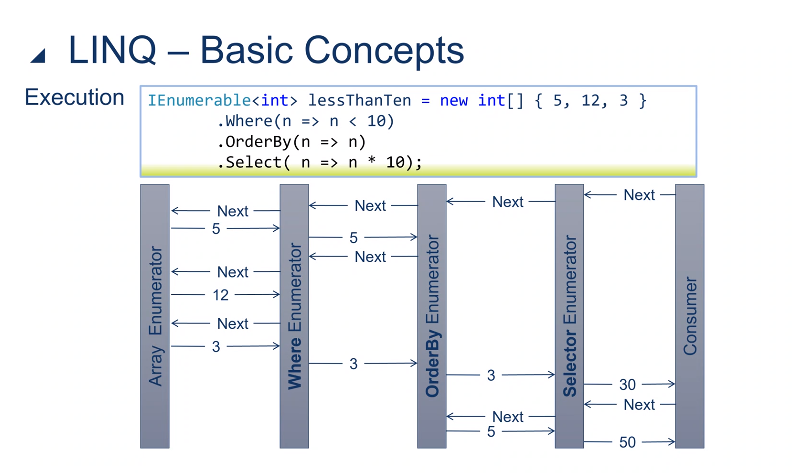 LINQ – Basic Concepts
Execution
IEnumerable<int> lessThanTen = new int[] { 5, 12, 3 }
.Where(n => n < 10)
.OrderBy(n => n)
.Select( n => n * 10);
Array Enumerator
Where Enumerator
OrderBy Enumerator
Selector Enumerator
Consumer
Next
Next
Next
Next
5
5
Next
Next
12
Next
3
3
3
30
Next
Next
5
50